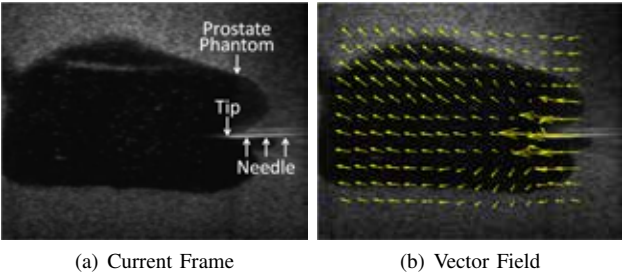 Prostate
Phantom
Tip
Needle
(a) Current Frame
(b) Vector Field